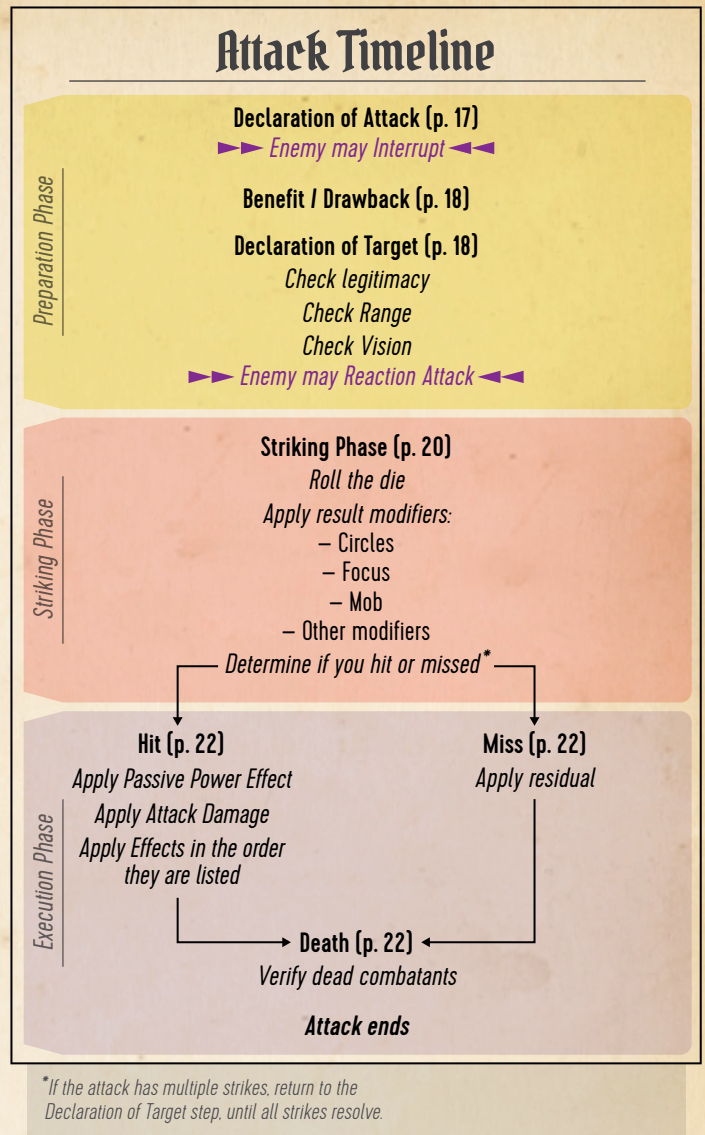 Attack Timeline
Preparation Phase
Declaration of Attack (p. 17)
Enemy may Interrupt
Benefit / Drawback (p. 18)
Declaration of Target (p. 18)
Check legitimacy
Check Range
Check Vision
Enemy may Reaction Attack
Striking Phase
Striking Phase (p. 20)
Roll the die
Apply result modifiers:
– Circles
– Focus
– Mob
– Other modifiers
Determine if you hit or missed*
Execution Phase
Hit (p. 22)
Apply Passive Power Effect
Apply Attack Damage
Apply Effects in the order
they are listed
Miss (p. 22)
Apply residual
Death (p. 22)
Verify dead combatants
Attack ends
*If the attack has multiple strikes, return to the
Declaration of Target step, until all strikes resolve.